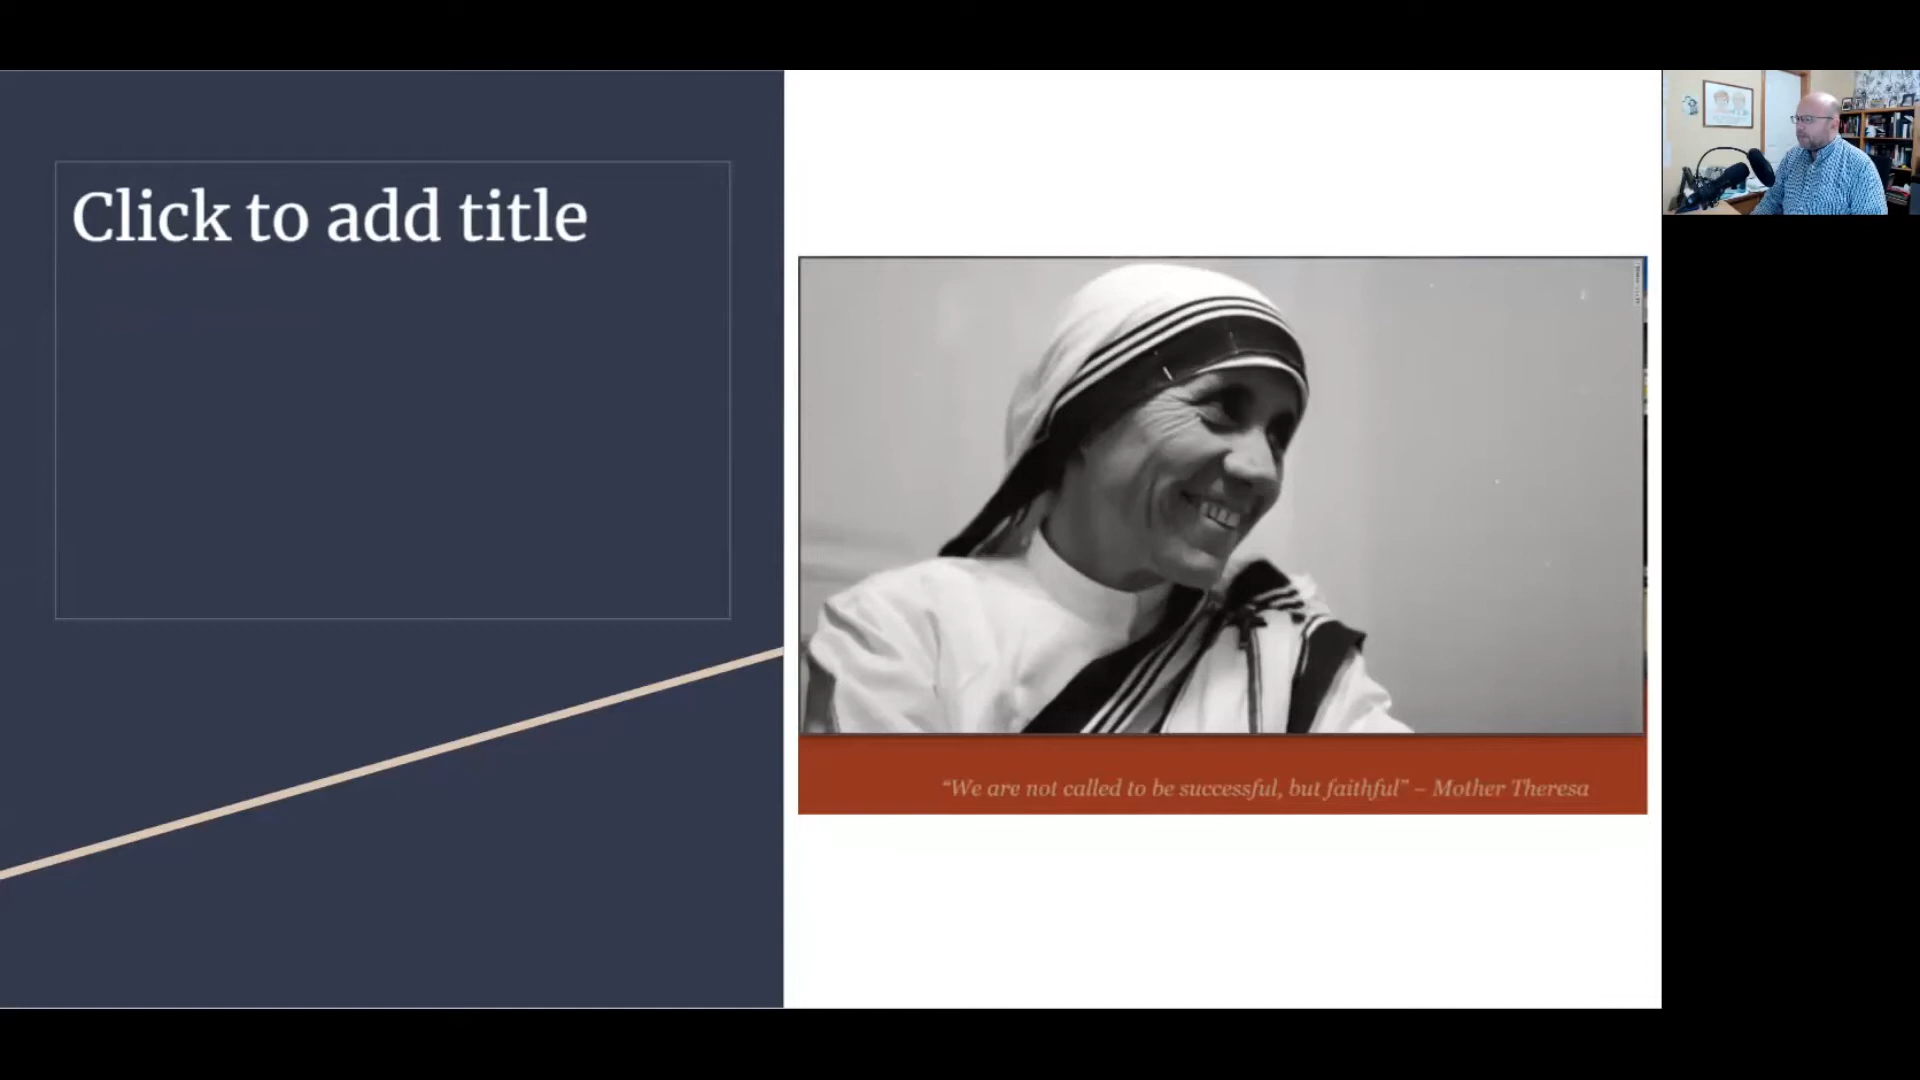 Click to add title
“We are not called to be successful, but faithful” – Mother Theresa